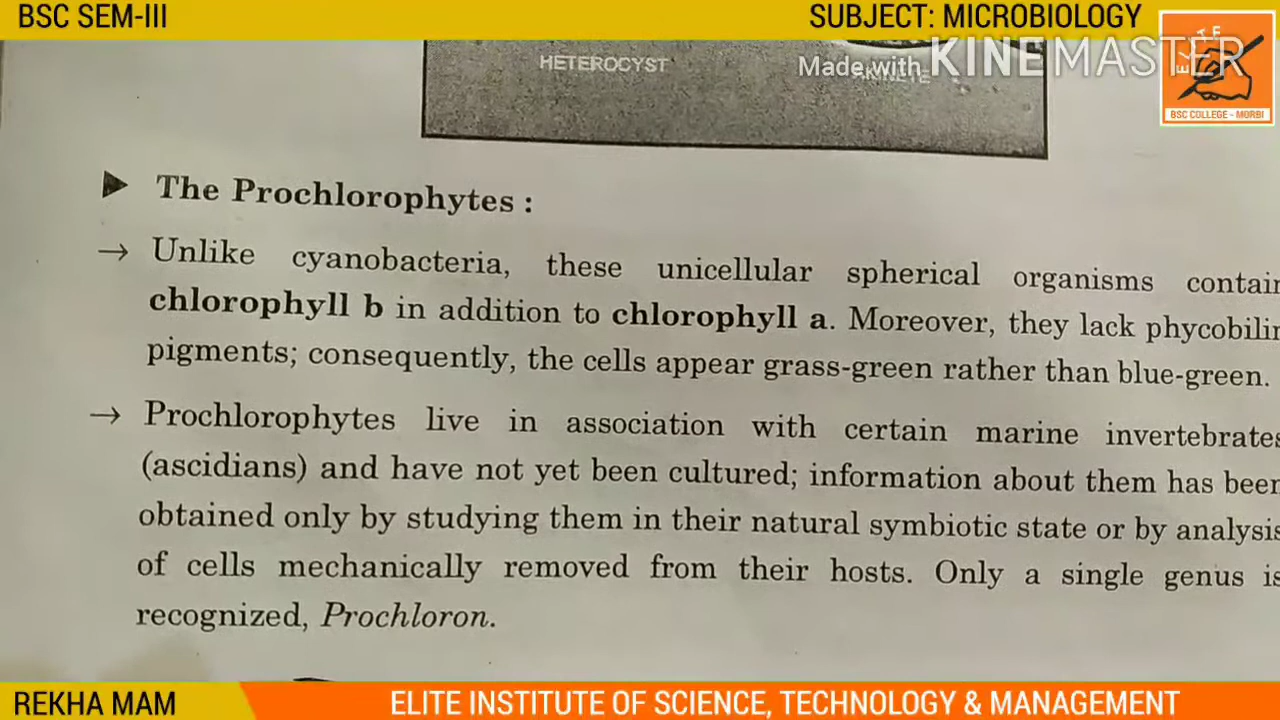 BSC SEM-III
SUBJECT: MICROBIOLOGY
HETEROCYST
Made with KINEMASTER
BSC COLLEGE - MORBI
▶ The Prochlorophytes :
→ Unlike cyanobacteria, these unicellular spherical organisms contain
chlorophyll b in addition to chlorophyll a. Moreover, they lack phycobilin
pigments; consequently, the cells appear grass-green rather than blue-green.
→ Prochlorophytes live in association with certain marine invertebrates
(ascidians) and have not yet been cultured; information about them has been
obtained only by studying them in their natural symbiotic state or by analysis
of cells mechanically removed from their hosts. Only a single genus is
recognized, Prochloron.
REKHA MAM
ELITE INSTITUTE OF SCIENCE, TECHNOLOGY & MANAGEMENT